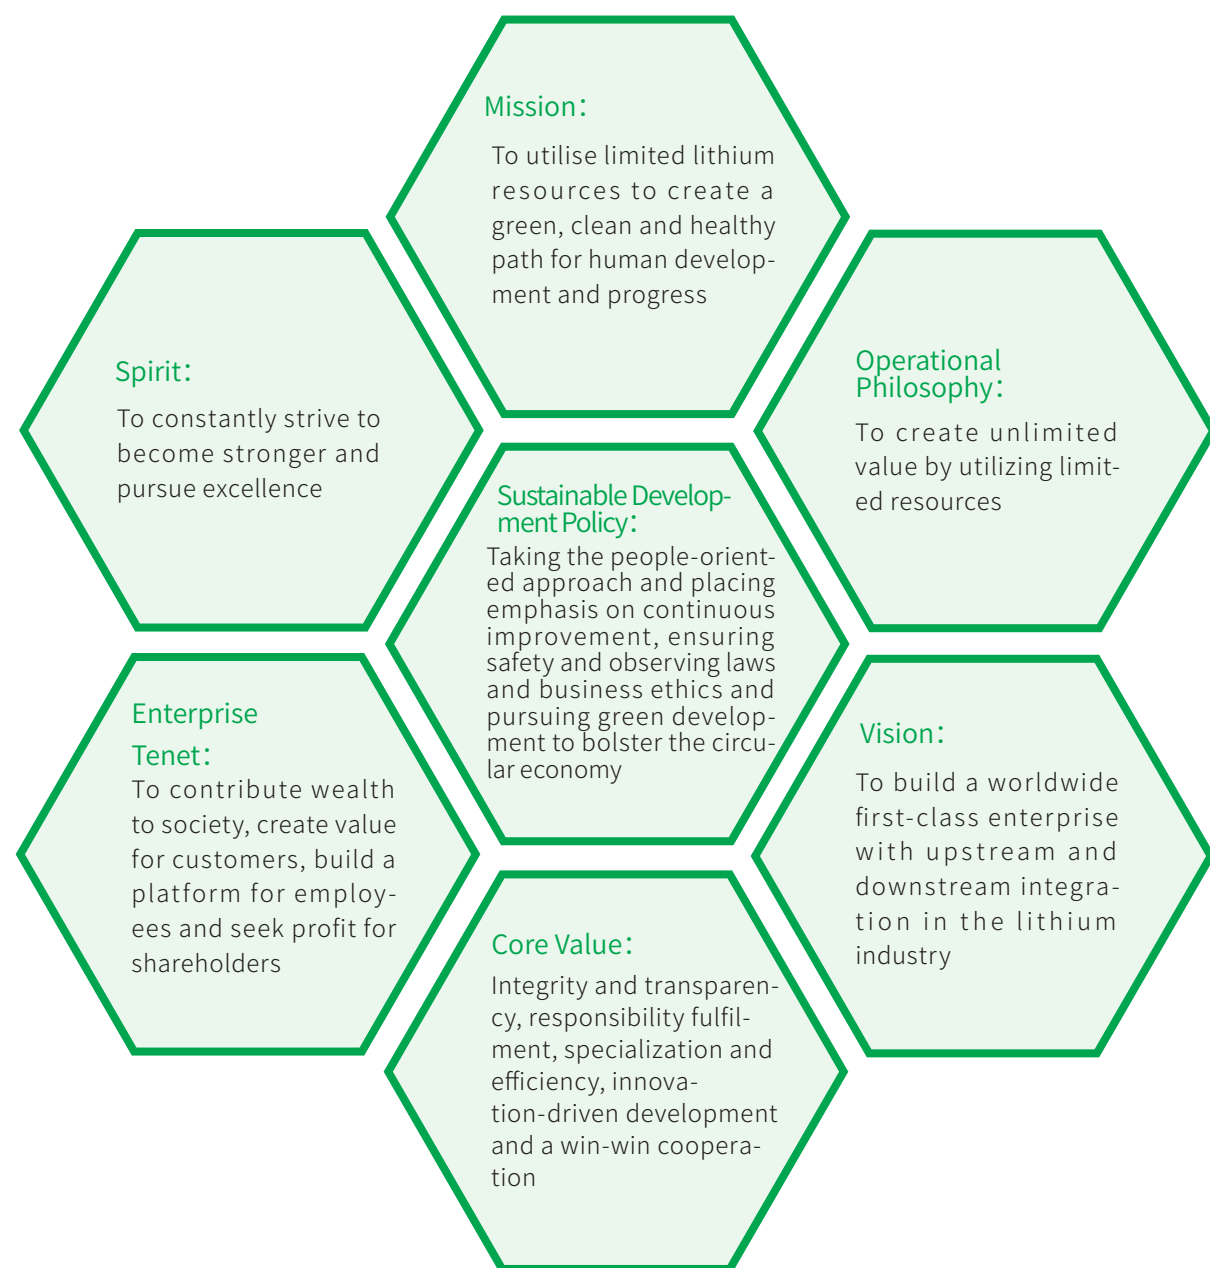 Mission：
To utilise limited lithium
resources to create a
green, clean and healthy
path for human develop-
ment and progress
Spirit：
To constantly strive to
become stronger and
pursue excellence
Operational
Philosophy：
To create unlimited
value by utilizing limit-
ed resources
Sustainable Develop-
ment Policy：
Taking the people-orient-
ed approach and placing
emphasis on continuous
improvement, ensuring
safety and observing laws
and business ethics and
pursuing green develop-
ment to bolster the circu-
lar economy
Enterprise
Tenet：
To contribute wealth
to society, create value
for customers, build a
platform for employ-
ees and seek profit for
shareholders
Vision：
To build a worldwide
first-class enterprise
with upstream and
downstream integra-
tion in the lithium
industry
Core Value：
Integrity and transparen-
cy, responsibility fulfil-
ment, specialization and
efficiency, innova-
tion-driven development
and a win-win coopera-
tion